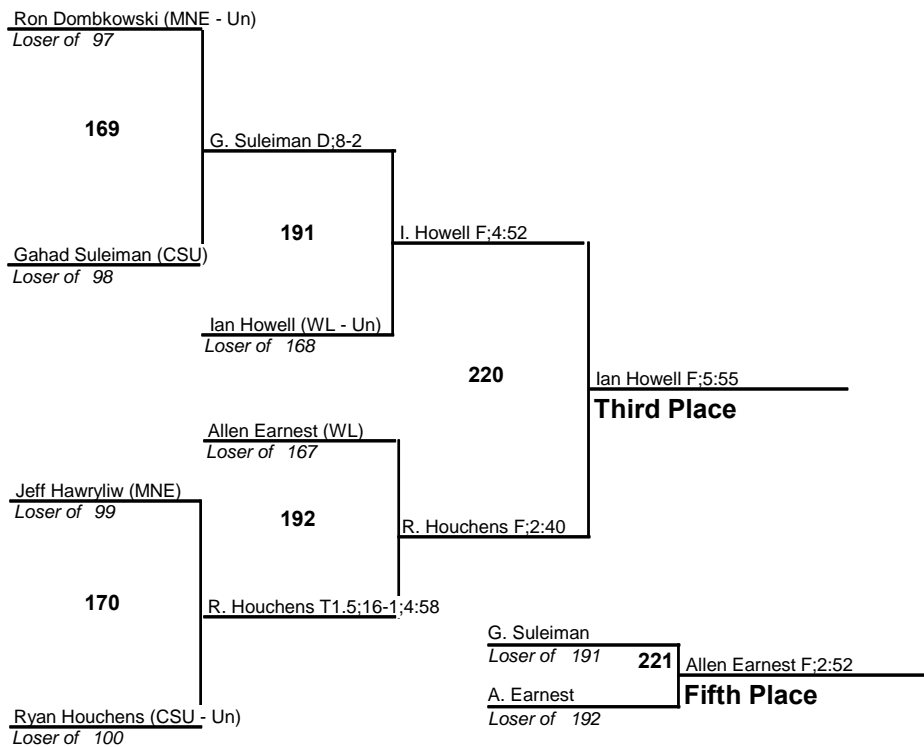 Ron Dombkowski (MNE - Un)
Loser of 97
169
G. Suleiman D;8-2
Gahad Suleiman (CSU)
Loser of 98
191
I. Howell F;4:52
Ian Howell (WL - Un)
Loser of 168
220
Ian Howell F;5:55
Third Place
Allen Earnest (WL)
Loser of 167
Jeff Hawryliw (MNE)
Loser of 99
192
R. Houchens F;2:40
170
R. Houchens T1.5;16-1;4:58
Ryan Houchens (CSU - Un)
Loser of 100
G. Suleiman
Loser of 191
221
Allen Earnest F;2:52
Fifth Place
A. Earnest
Loser of 192